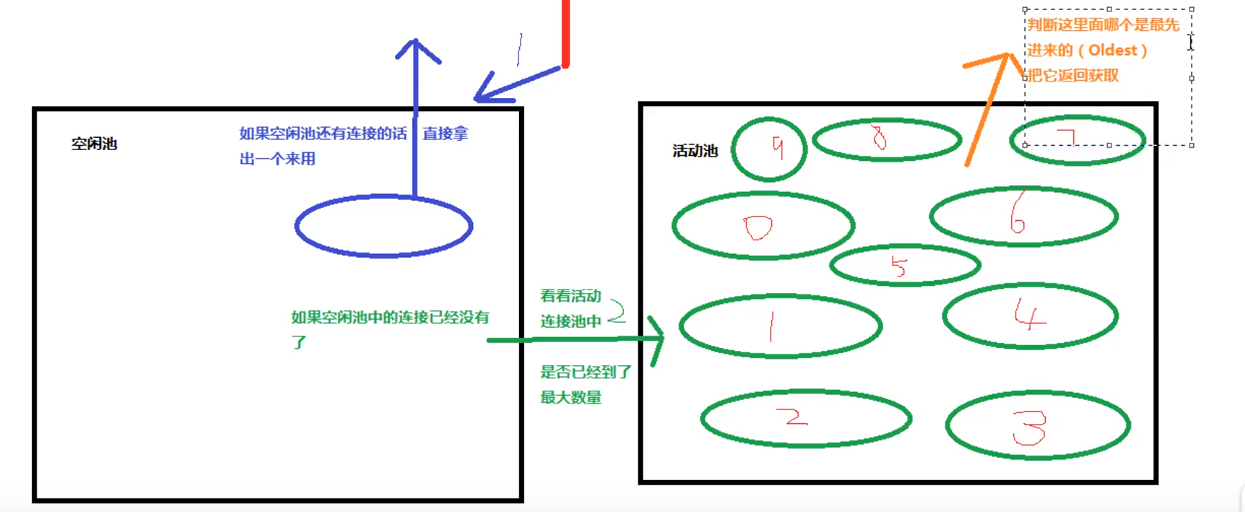 1
空闲池
如果空闲池还有连接的话 直接拿
出一个来用
如果空闲池中的连接已经没有
了
看看活动
连接池中 2
是否已经到了
最大数量
判断这里面哪个是最先
进来的（Oldest）
把它返回获取
活动池
9
8
7
0
6
5
1
4
2
3